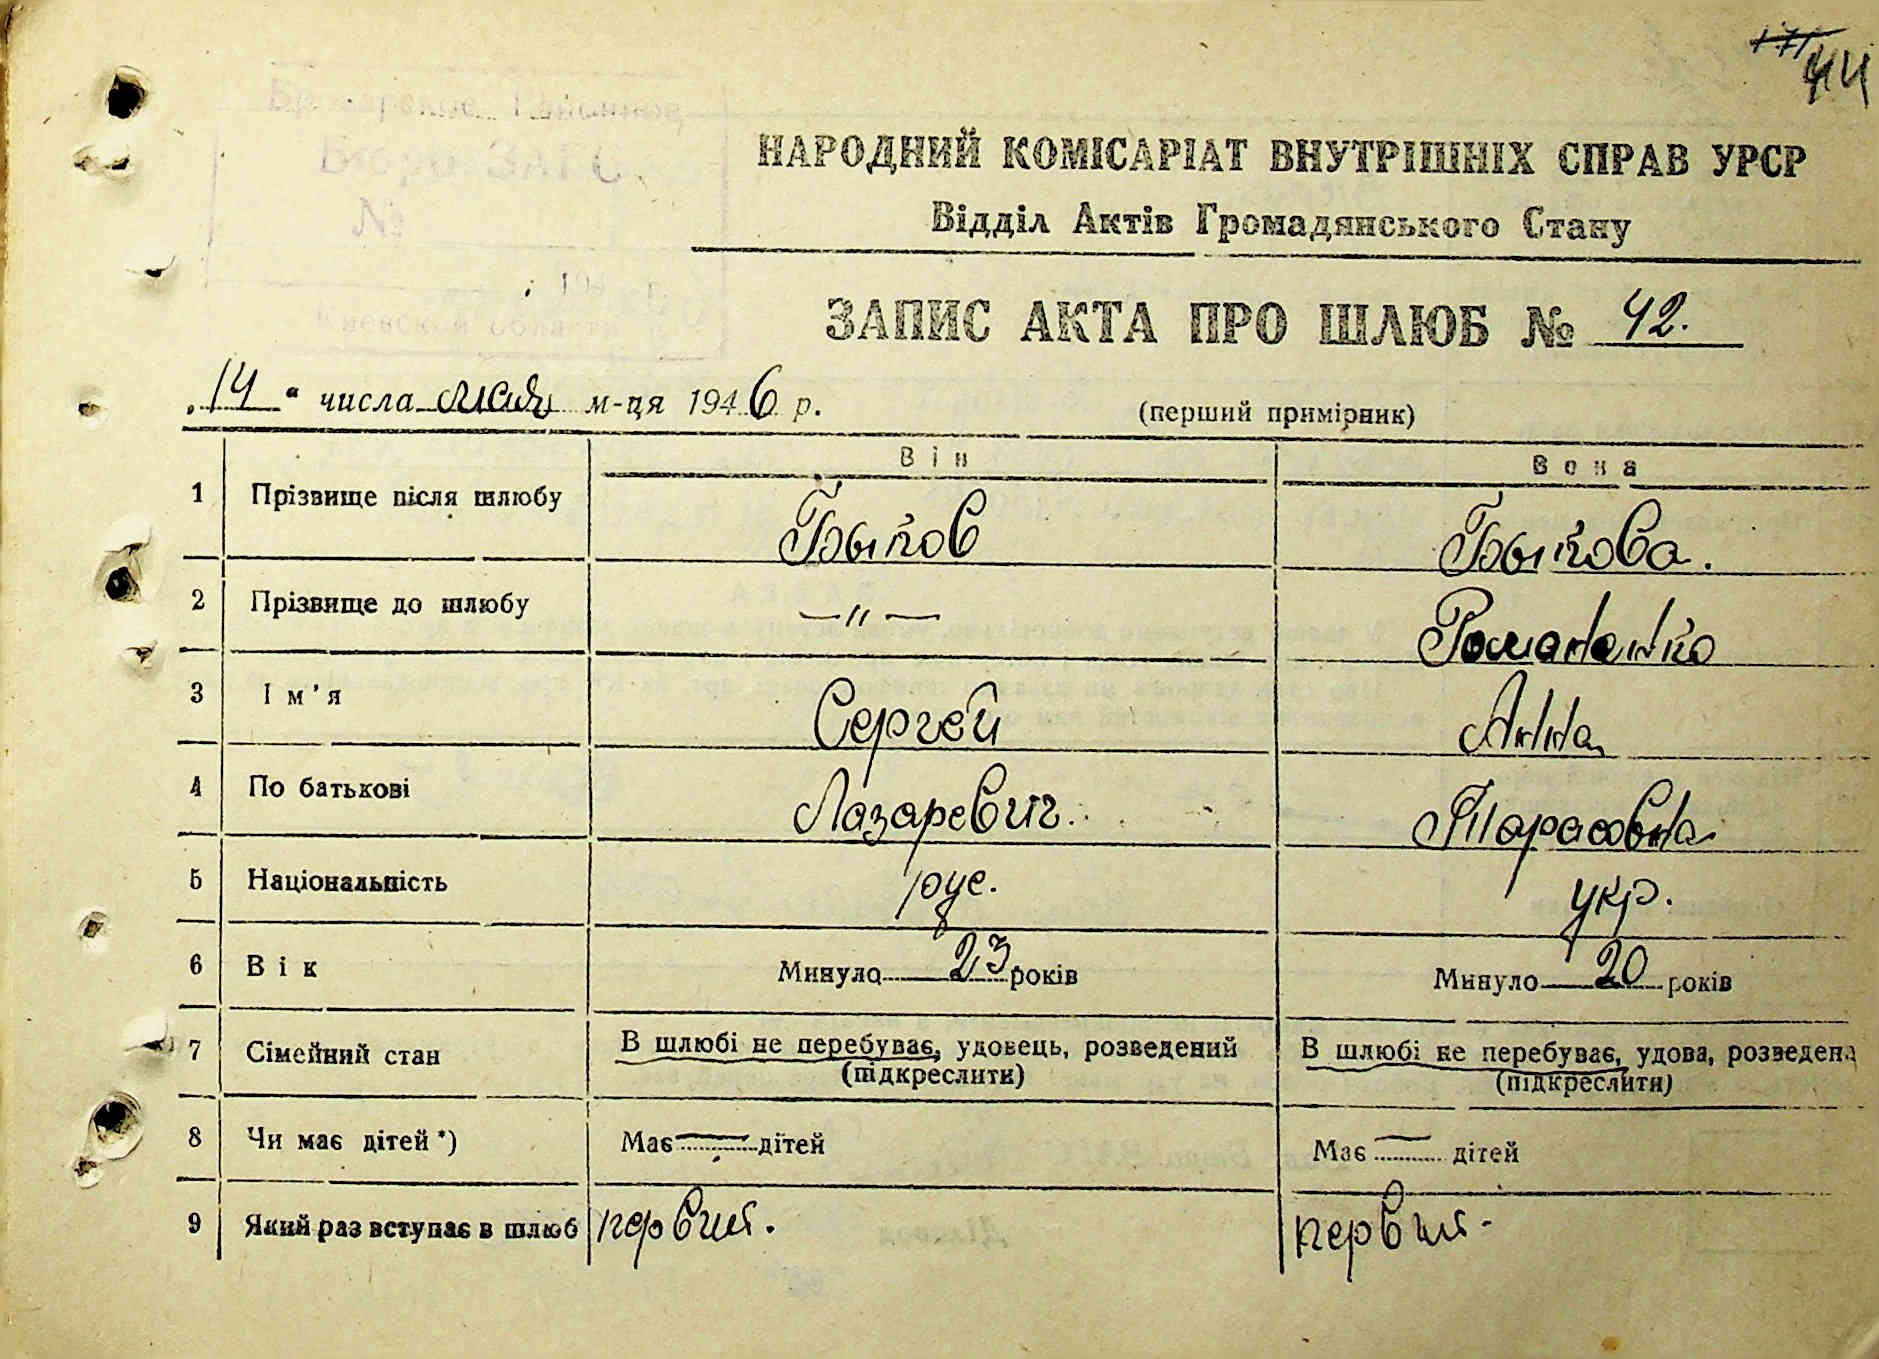 44
НАРОДНИЙ КОМІСАРІАТ ВНУТРІШНІХ СПРАВ УРСР
Відділ Актів Громадянського Стану
ЗАПИС АКТА ПРО ШЛЮБ № 42.
„14“ числа мая м-ця 1946 р.
(перший примірник)
Він Вона
1 Прізвище після шлюбу Быков Быкова.
2 Прізвище до шлюбу —〃— Романенко
3 Ім’я Сергей Анна
4 По батькові Лазаревич. Тарасовна
5 Національність рус. укр.
6 Вік Минуло 23 років Минуло 20 років
7 Сімейний стан В шлюбі не перебуває, удовець, розведений В шлюбі не перебуває, удова, розведена
(підкреслити) (підкреслити)
8 Чи має дітей *) Має — дітей Має — дітей
9 Який раз вступає в шлюб первий. первий.